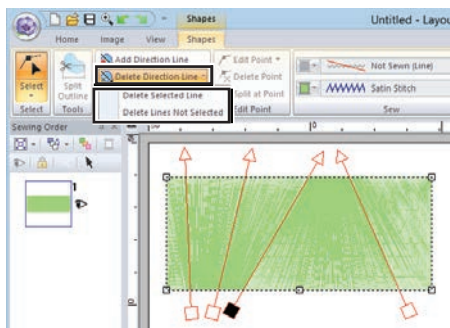 Shapes
Untitled - Layou
Home Image View Shapes
Select
Split Outline
Add Direction Line
Delete Direction Line
Edit Point
Delete Point
Split at Point
Not Sewn (Line)
Satin Stitch
Delete Selected Line
Delete Lines Not Selected
Select Tools Edit Point Sew
Sewing Order
1
0